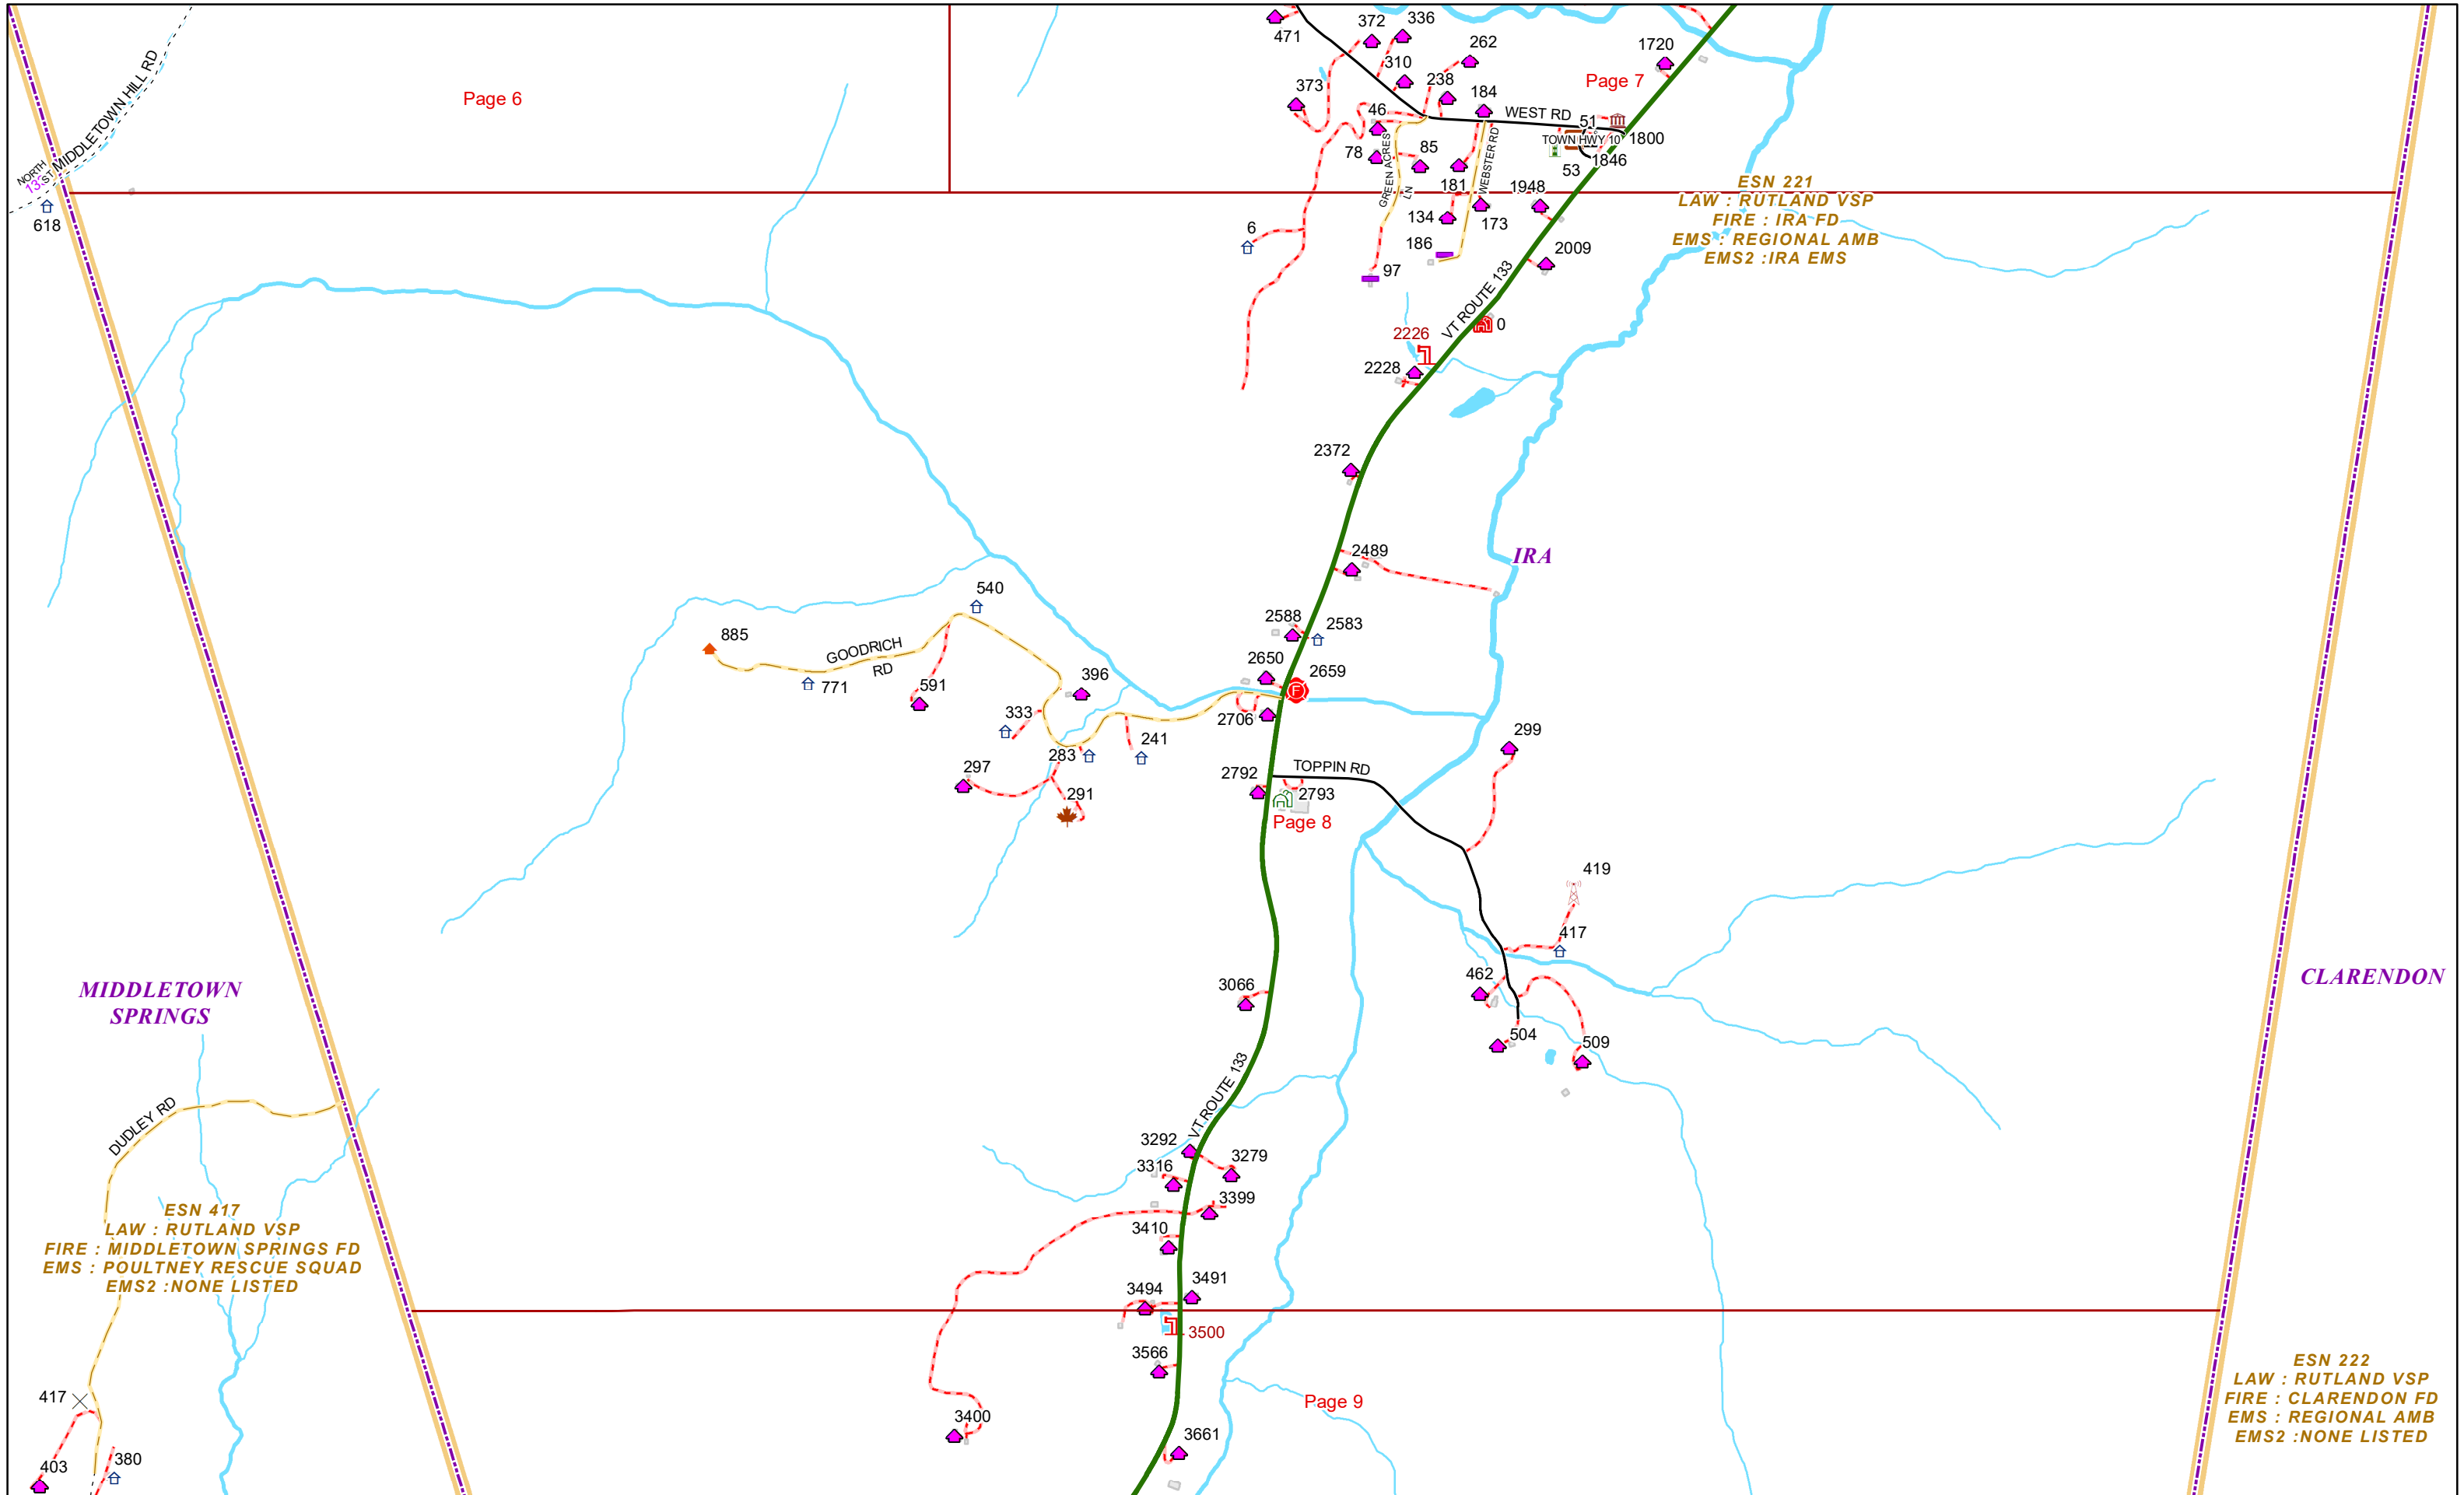 471
372
336
262
1720
310
238
Page 7
Page 6
373
184
46
WEST RD
51
MIDDLETOWN HILL RD
TOWN HWY 10
1800
NORTH
ST
78
GREEN ACRES
LN
85
WEBSTER RD
53
1846
133
181
1948
ESN 221
LAW : RUTLAND VSP
FIRE : IRA FD
EMS : REGIONAL AMB
EMS2 :IRA EMS
618
6
134
173
186
2009
97
VT ROUTE 133
0
2226
2228
2372
2489
IRA
540
2588
2583
885
GOODRICH
RD
2650
2659
771
591
396
333
2706
241
283
299
297
2792
TOPPIN RD
291
2793
Page 8
419
417
462
3066
MIDDLETOWN
SPRINGS
CLARENDON
504
509
VT ROUTE 133
DUDLEY RD
3292
3279
3316
3399
ESN 417
LAW : RUTLAND VSP
FIRE : MIDDLETOWN SPRINGS FD
EMS : POULTNEY RESCUE SQUAD
EMS2 :NONE LISTED
3410
3491
3494
3500
3566
ESN 222
LAW : RUTLAND VSP
FIRE : CLARENDON FD
EMS : REGIONAL AMB
EMS2 :NONE LISTED
417
Page 9
3400
3661
403
380
F